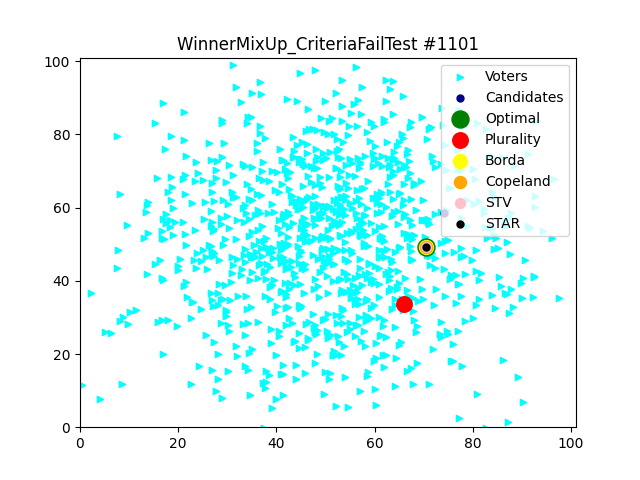 WinnerMixUp_CriteriaFailTest #1101
100
80
60
40
20
0
0
20
40
60
80
100
Voters
Candidates
Optimal
Plurality
Borda
Copeland
STV
STAR